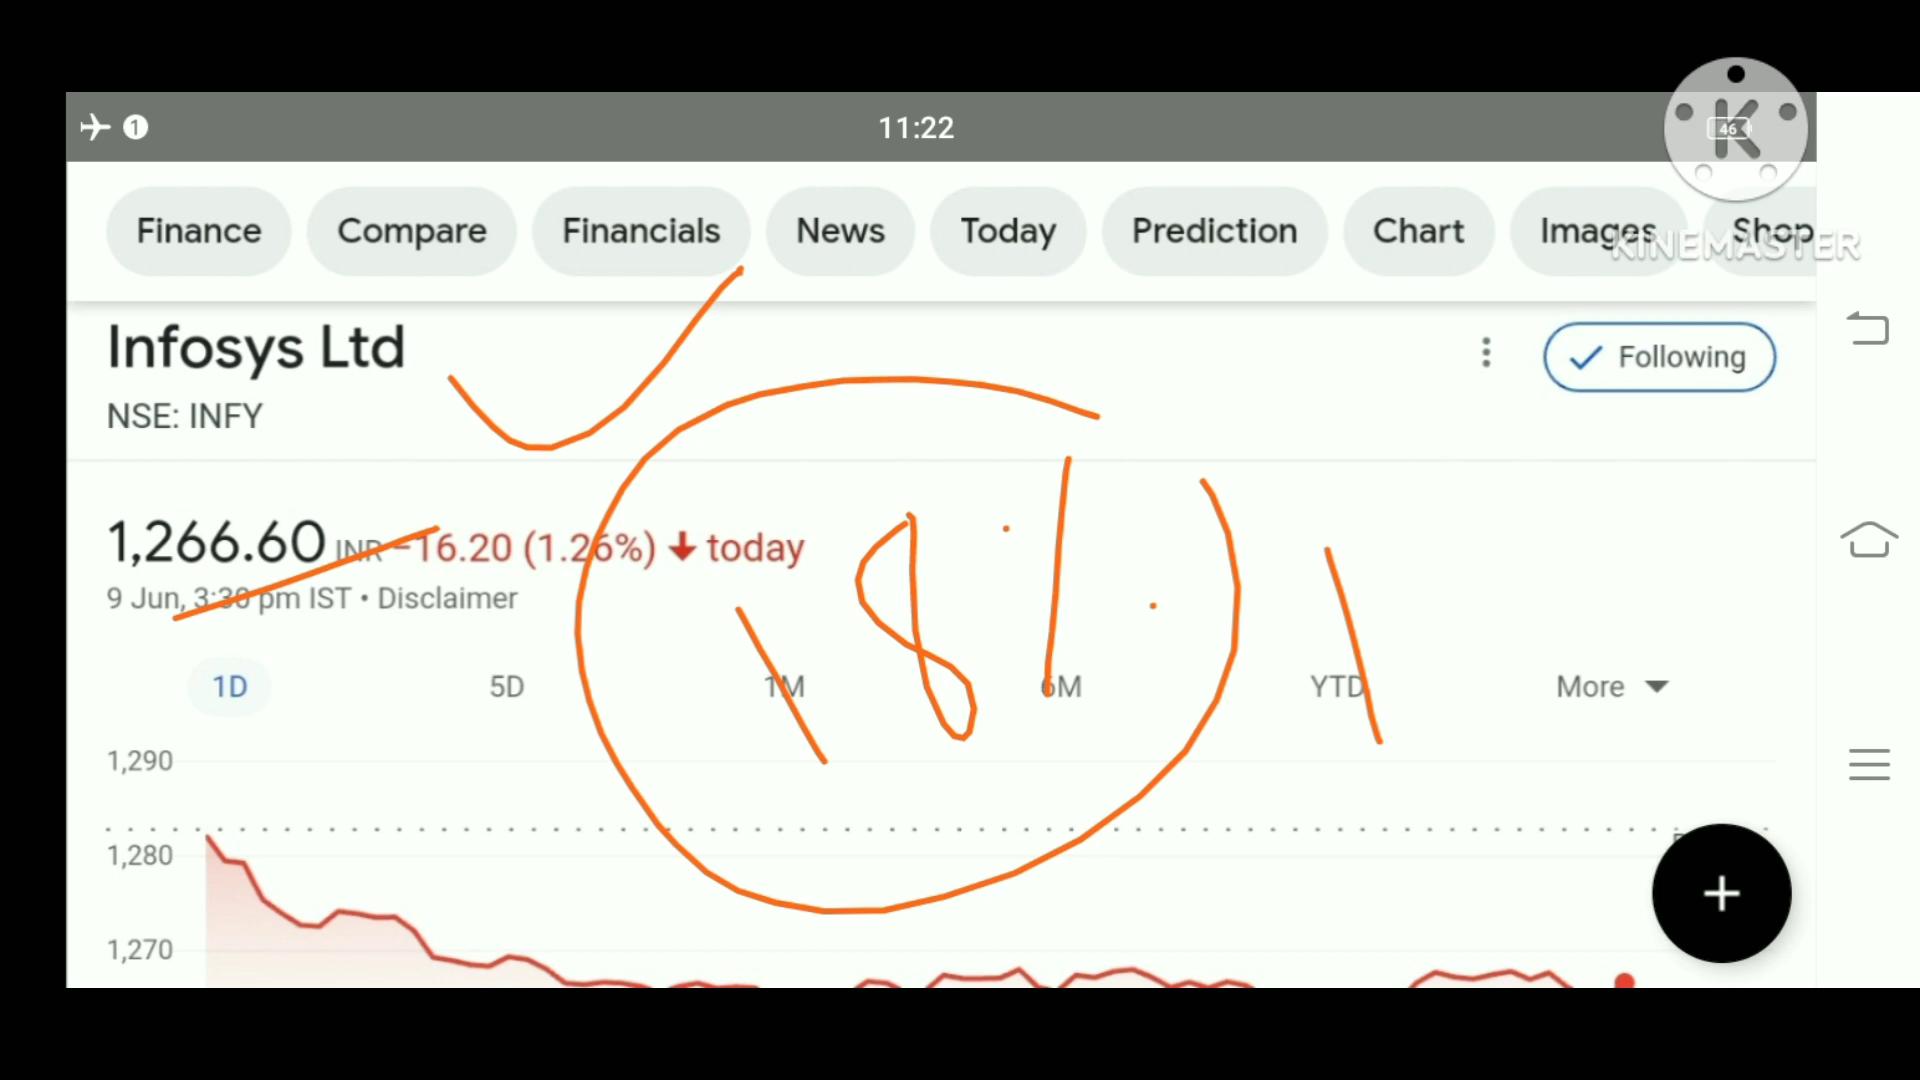 11:22
46
Finance Compare Financials News Today Prediction Chart Images Shop
KINEMASTER
Infosys Ltd
Following
NSE: INFY
1,266.60 INR −16.20 (1.26%) ↓ today
9 Jun, 3:30 pm IST • Disclaimer
1D 5D 1M 6M YTD More
1,290
1,280
1,270